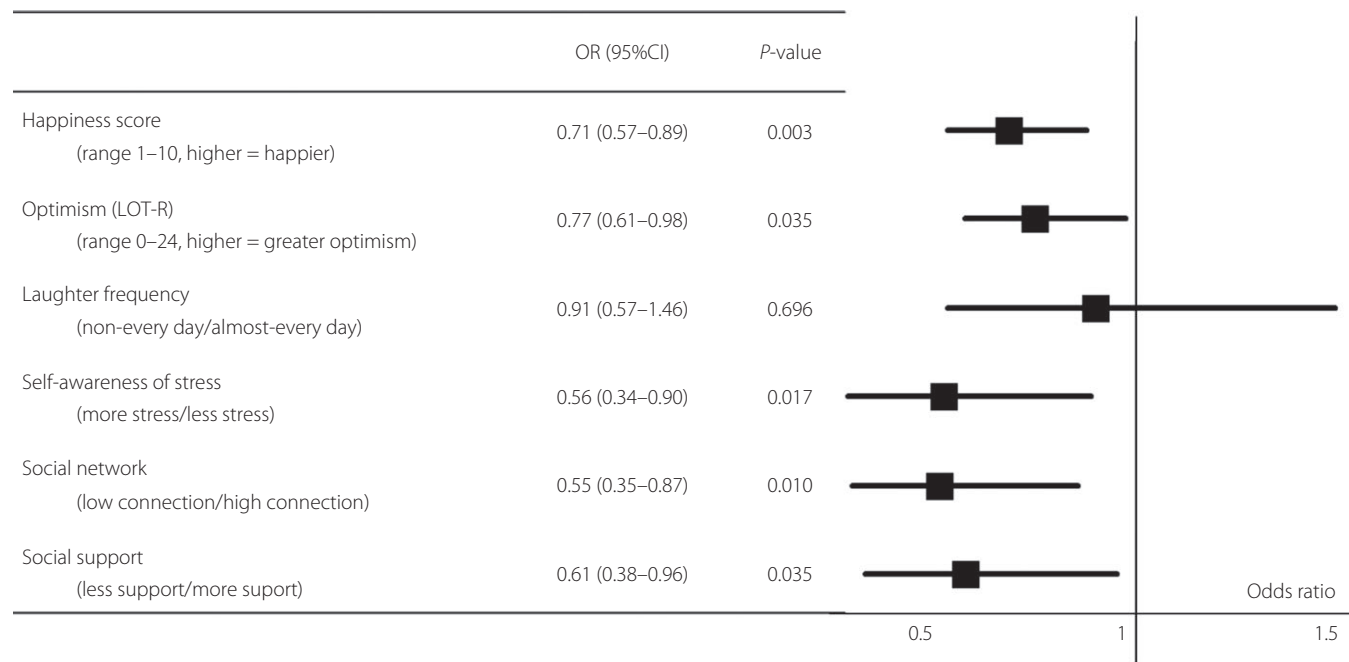 OR (95%CI) P-value
Happiness score
(range 1–10, higher = happier) 0.71 (0.57–0.89) 0.003
Optimism (LOT-R)
(range 0–24, higher = greater optimism) 0.77 (0.61–0.98) 0.035
Laughter frequency
(non-every day/almost-every day) 0.91 (0.57–1.46) 0.696
Self-awareness of stress
(more stress/less stress) 0.56 (0.34–0.90) 0.017
Social network
(low connection/high connection) 0.55 (0.35–0.87) 0.010
Social support
(less support/more suport) 0.61 (0.38–0.96) 0.035
Odds ratio
0.5 1 1.5